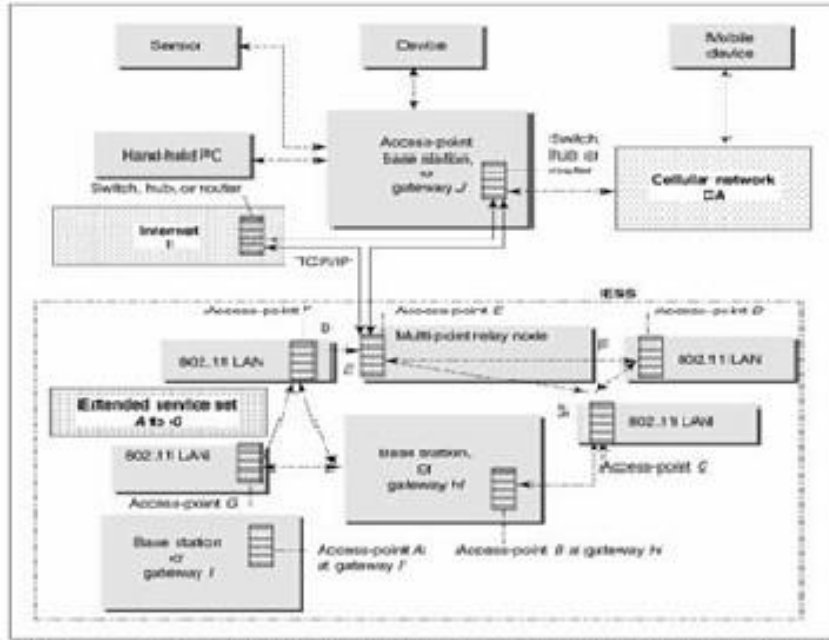 Sensor
Device
Mobile
device
Access-point
base station,
or
gateway J
Switch,
router
Hand-held PC
Switch, hub, or router
Internet
TCP/IP
Cellular network
IESS
Access-point F
Access-point E
Access-point D
802.11 LAN
Multi-point relay node
802.11 LAN
Extended service set
A to G
802.11 LAN
802.11 LAN
Base station,
or
gateway H
Access-point C
Access-point G
Base station
or
gateway I
Access-point A
at gateway I
Access-point B at gateway H